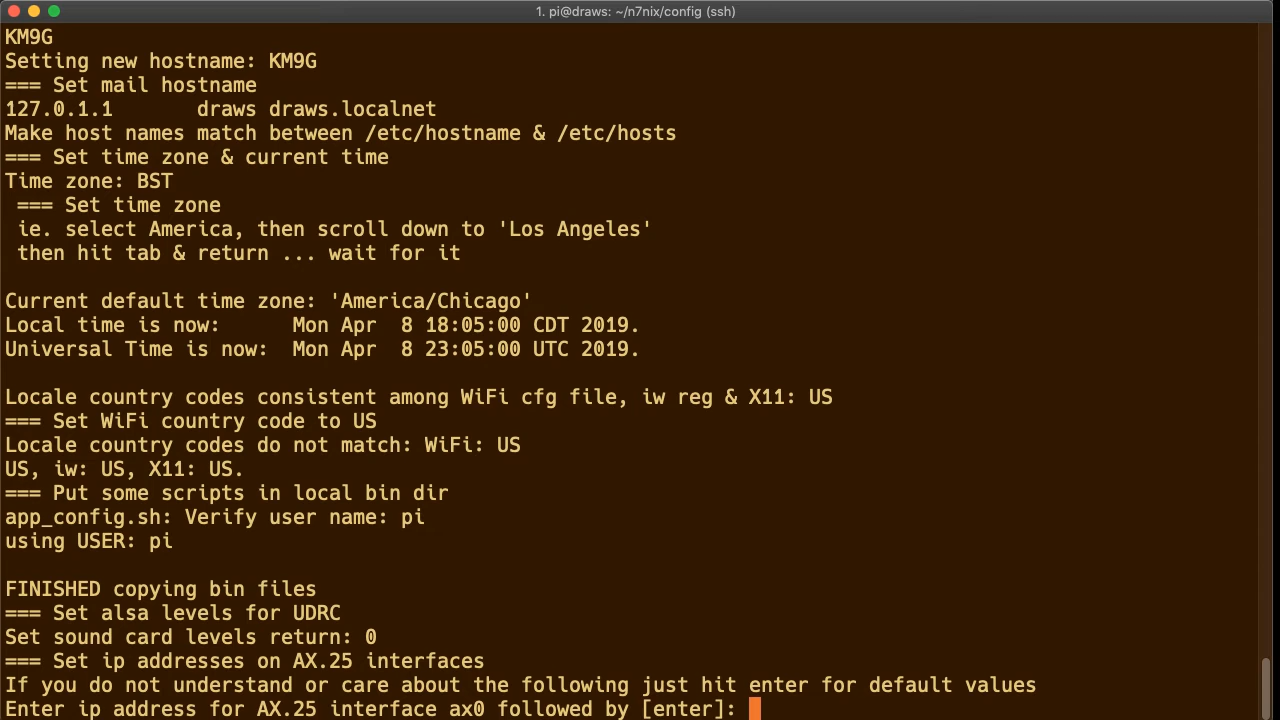 1. pi@draws: ~/n7nix/config (ssh)
KM9G
Setting new hostname: KM9G
=== Set mail hostname
127.0.1.1       draws draws.localnet
Make host names match between /etc/hostname & /etc/hosts
=== Set time zone & current time
Time zone: BST
 === Set time zone
 ie. select America, then scroll down to 'Los Angeles'
 then hit tab & return ... wait for it
Current default time zone: 'America/Chicago'
Local time is now:      Mon Apr  8 18:05:00 CDT 2019.
Universal Time is now:  Mon Apr  8 23:05:00 UTC 2019.
Locale country codes consistent among WiFi cfg file, iw reg & X11: US
=== Set WiFi country code to US
Locale country codes do not match: WiFi: US
US, iw: US, X11: US.
=== Put some scripts in local bin dir
app_config.sh: Verify user name: pi
using USER: pi
FINISHED copying bin files
=== Set alsa levels for UDRC
Set sound card levels return: 0
=== Set ip addresses on AX.25 interfaces
If you do not understand or care about the following just hit enter for default values
Enter ip address for AX.25 interface ax0 followed by [enter]: